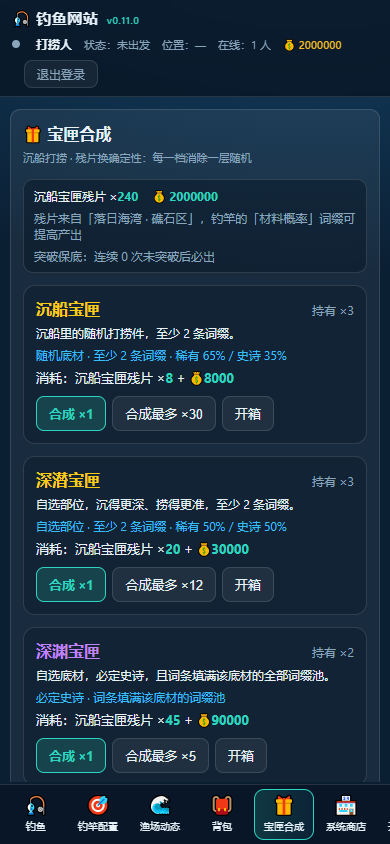 钓鱼网站 v0.11.0
打捞人 状态：未出发 位置：— 在线：1 人 2000000
退出登录
宝匣合成
沉船打捞 · 残片换确定性：每一档消除一层随机
沉船宝匣残片 ×240 2000000
残片来自「落日海湾 · 礁石区」，钓竿的「材料概率」词缀可
提高产出
突破保底：连续 0 次未突破后必出
沉船宝匣 持有 ×3
沉船里的随机打捞件，至少 2 条词缀。
随机底材 · 至少 2 条词缀 · 稀有 65% / 史诗 35%
消耗：沉船宝匣残片 ×8 + 8000
合成 ×1 合成最多 ×30 开箱
深潜宝匣 持有 ×3
自选部位，沉得更深、捞得更准，至少 2 条词缀。
自选部位 · 至少 2 条词缀 · 稀有 50% / 史诗 50%
消耗：沉船宝匣残片 ×20 + 30000
合成 ×1 合成最多 ×12 开箱
深渊宝匣 持有 ×2
自选底材，必定史诗，且词条填满该底材的全部词缀池。
必定史诗 · 词条填满该底材的词缀池
消耗：沉船宝匣残片 ×45 + 90000
合成 ×1 合成最多 ×5 开箱
钓鱼 钓竿配置 渔场动态 背包 宝匣合成 系统商店